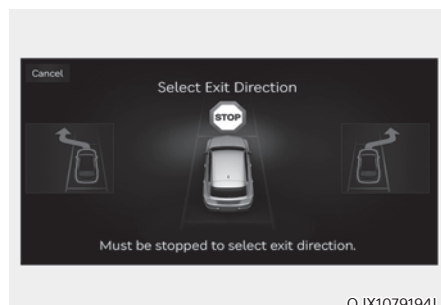 Cancel
Select Exit Direction
STOP
Must be stopped to select exit direction.
OJX1079194L